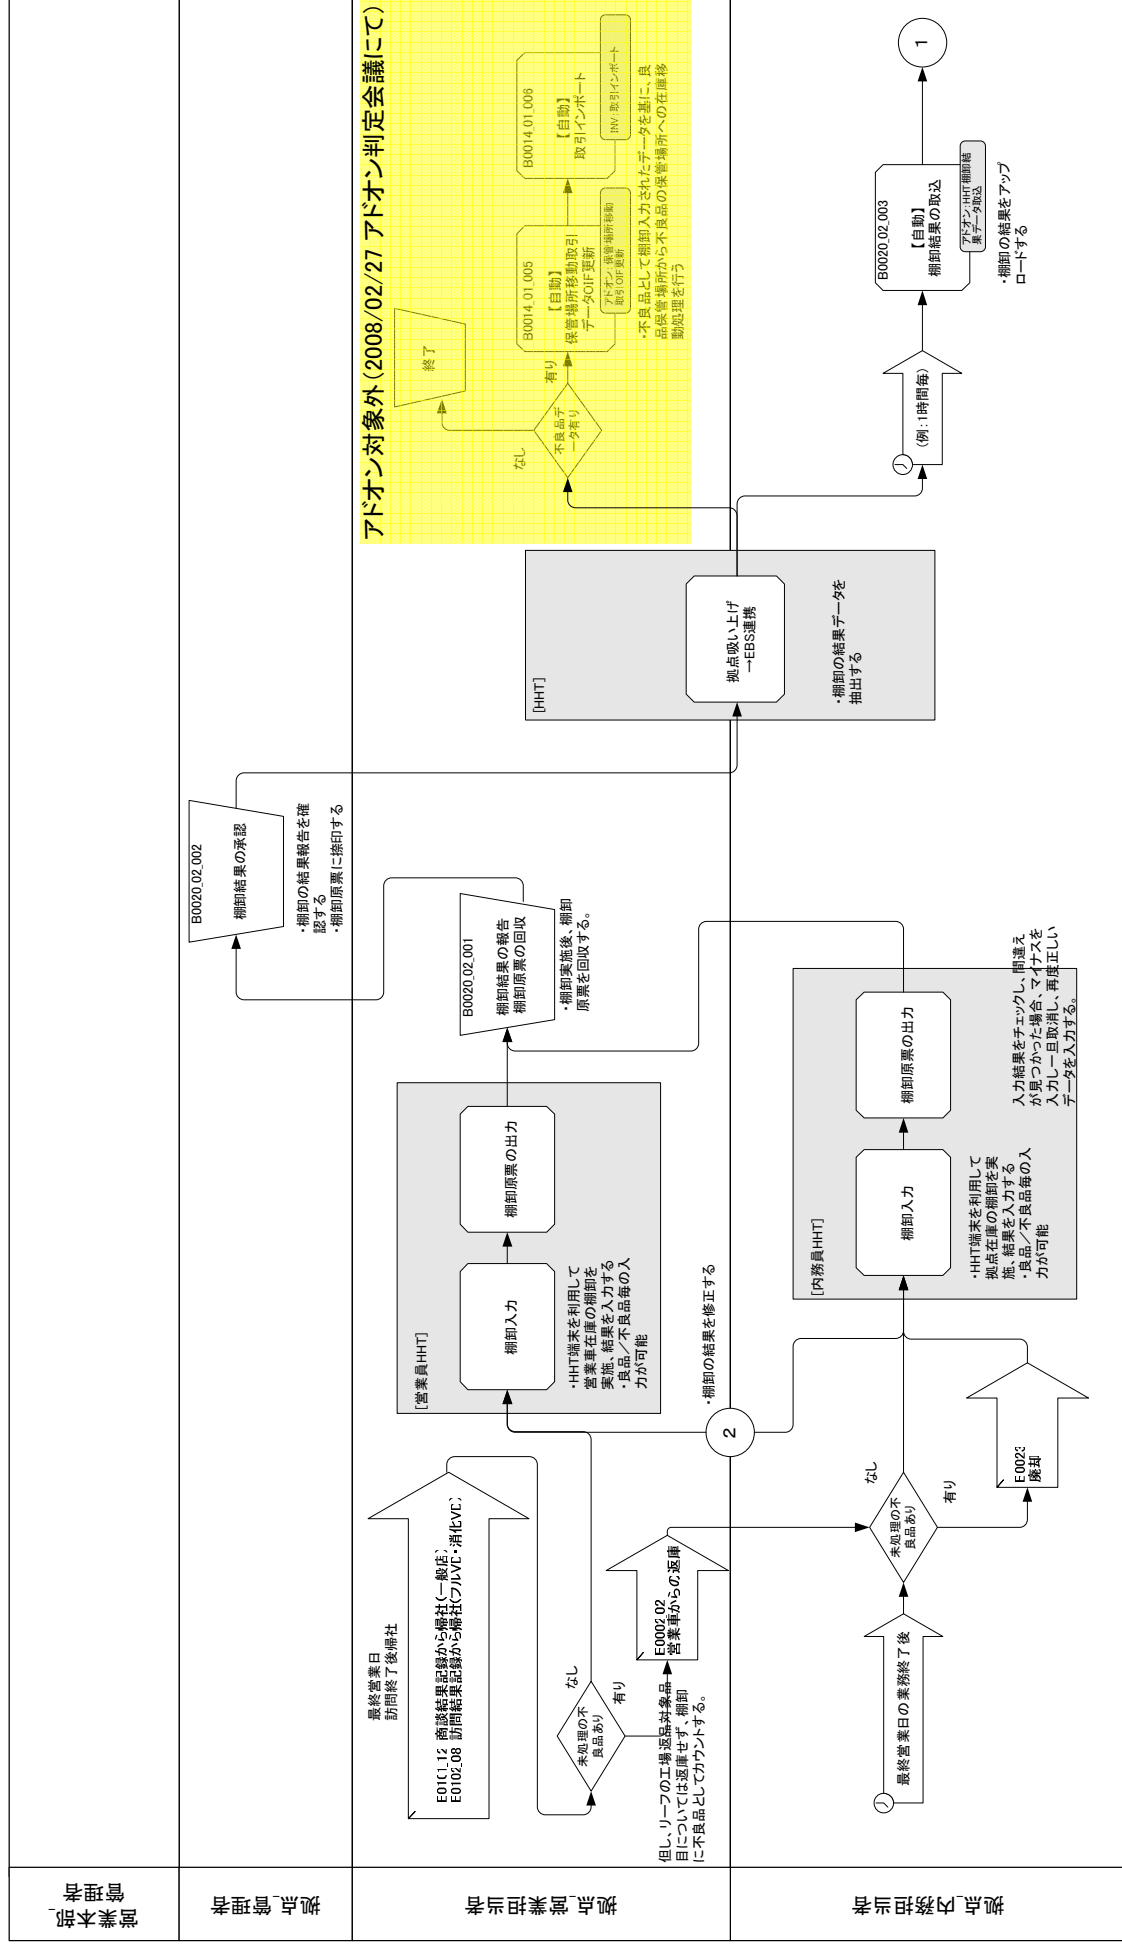 営業本部_
管理者
拠点_管理者
拠点_営業担当者
拠点_内務担当者
B0020_02_002
棚卸結果の承認
・棚卸の結果報告を確
認する
・棚卸原票に捺印する
最終営業日
訪問終了後帰社
商談結果記録から帰社(一般店)
E0102_08 訪問結果記録から帰社(フルVD・消化VD)
未処理の不
良品あり
なし
有り
但し、リーフの工場返品対象品
目については返庫せず、棚卸
に不良品としてカウントする。
E0002_02
営業車からの返庫
[営業員HHT]
棚卸入力
棚卸原票の出力
・HHT端末を利用して
営業車在庫の棚卸を
実施、結果を入力する
・良品/不良品毎の入
力が可能
B0020_02_001
棚卸結果の報告
棚卸原票の回収
・棚卸実施後、棚卸
原票を回収する。
2
・棚卸の結果を修正する
[HHT]
拠点吸い上げ
→EBS連携
・棚卸の結果データを
抽出する
アドオン対象外(2008/02/27 アドオン判定会議にて)
不良品デ
ータ有り
なし
有り
終了
B0014_01_005
【自動】
保管場所移動取引
データOIF更新
アドオン:保管場所移動
取引OIF更新
B0014_01_006
【自動】
取引インポート
INV:取引インポート
・不良品として棚卸入力されたデータを基に、良
品保管場所から不良品の保管場所への在庫移
動処理を行う
最終営業日の業務終了後
未処理の不
良品あり
なし
有り
E0023
廃却
[内務員HHT]
棚卸入力
棚卸原票の出力
・HHT端末を利用して
拠点在庫の棚卸を実
施、結果を入力する
・良品/不良品毎の入
力が可能
入力結果をチェックし、間違え
が見つかった場合、マイナスを
入力し一旦取消し、再度正しい
データを入力する。
(例:1時間毎)
B0020_02_003
【自動】
棚卸結果の取込
アドオン:HHT棚卸結
果データ取込
・棚卸の結果をアップ
ロードする
1